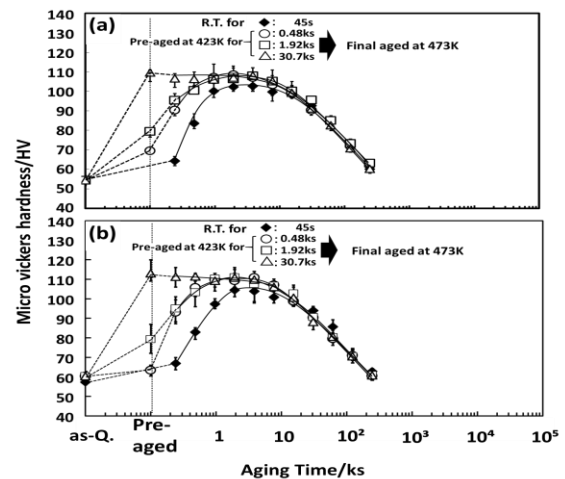 (a)
R.T. for ◆: 45s
Pre-aged at 423K for ○: 0.48ks
□: 1.92ks
△: 30.7ks
Final aged at 473K
140
130
120
110
100
90
80
70
60
50
40
(b)
R.T. for ◆: 45s
Pre-aged at 423K for ○: 0.48ks
□: 1.92ks
△: 30.7ks
Final aged at 473K
140
130
120
110
100
90
80
70
60
50
40
Micro vickers hardness/HV
as-Q. Pre-aged 1 10 10² 10³ 10⁴ 10⁵
Aging Time/ks